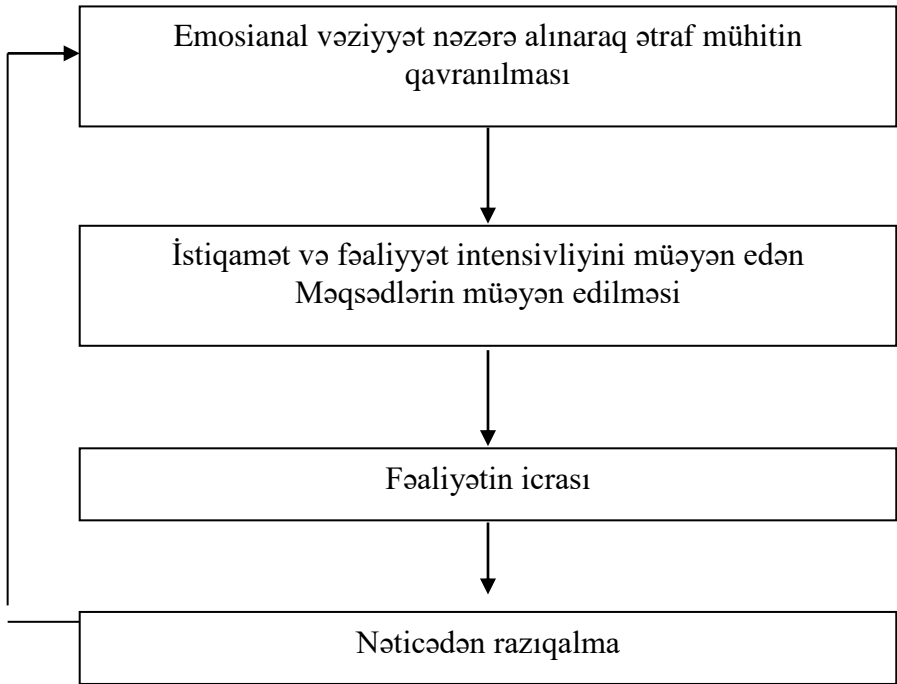 Emosianal vəziyyət nəzərə alınaraq ətraf mühitin
qavranılması
İstiqamət və fəaliyyət intensivliyini müəyən edən
Məqsədlərin müəyən edilməsi
Fəaliyətin icrası
Nəticədən razıqalma